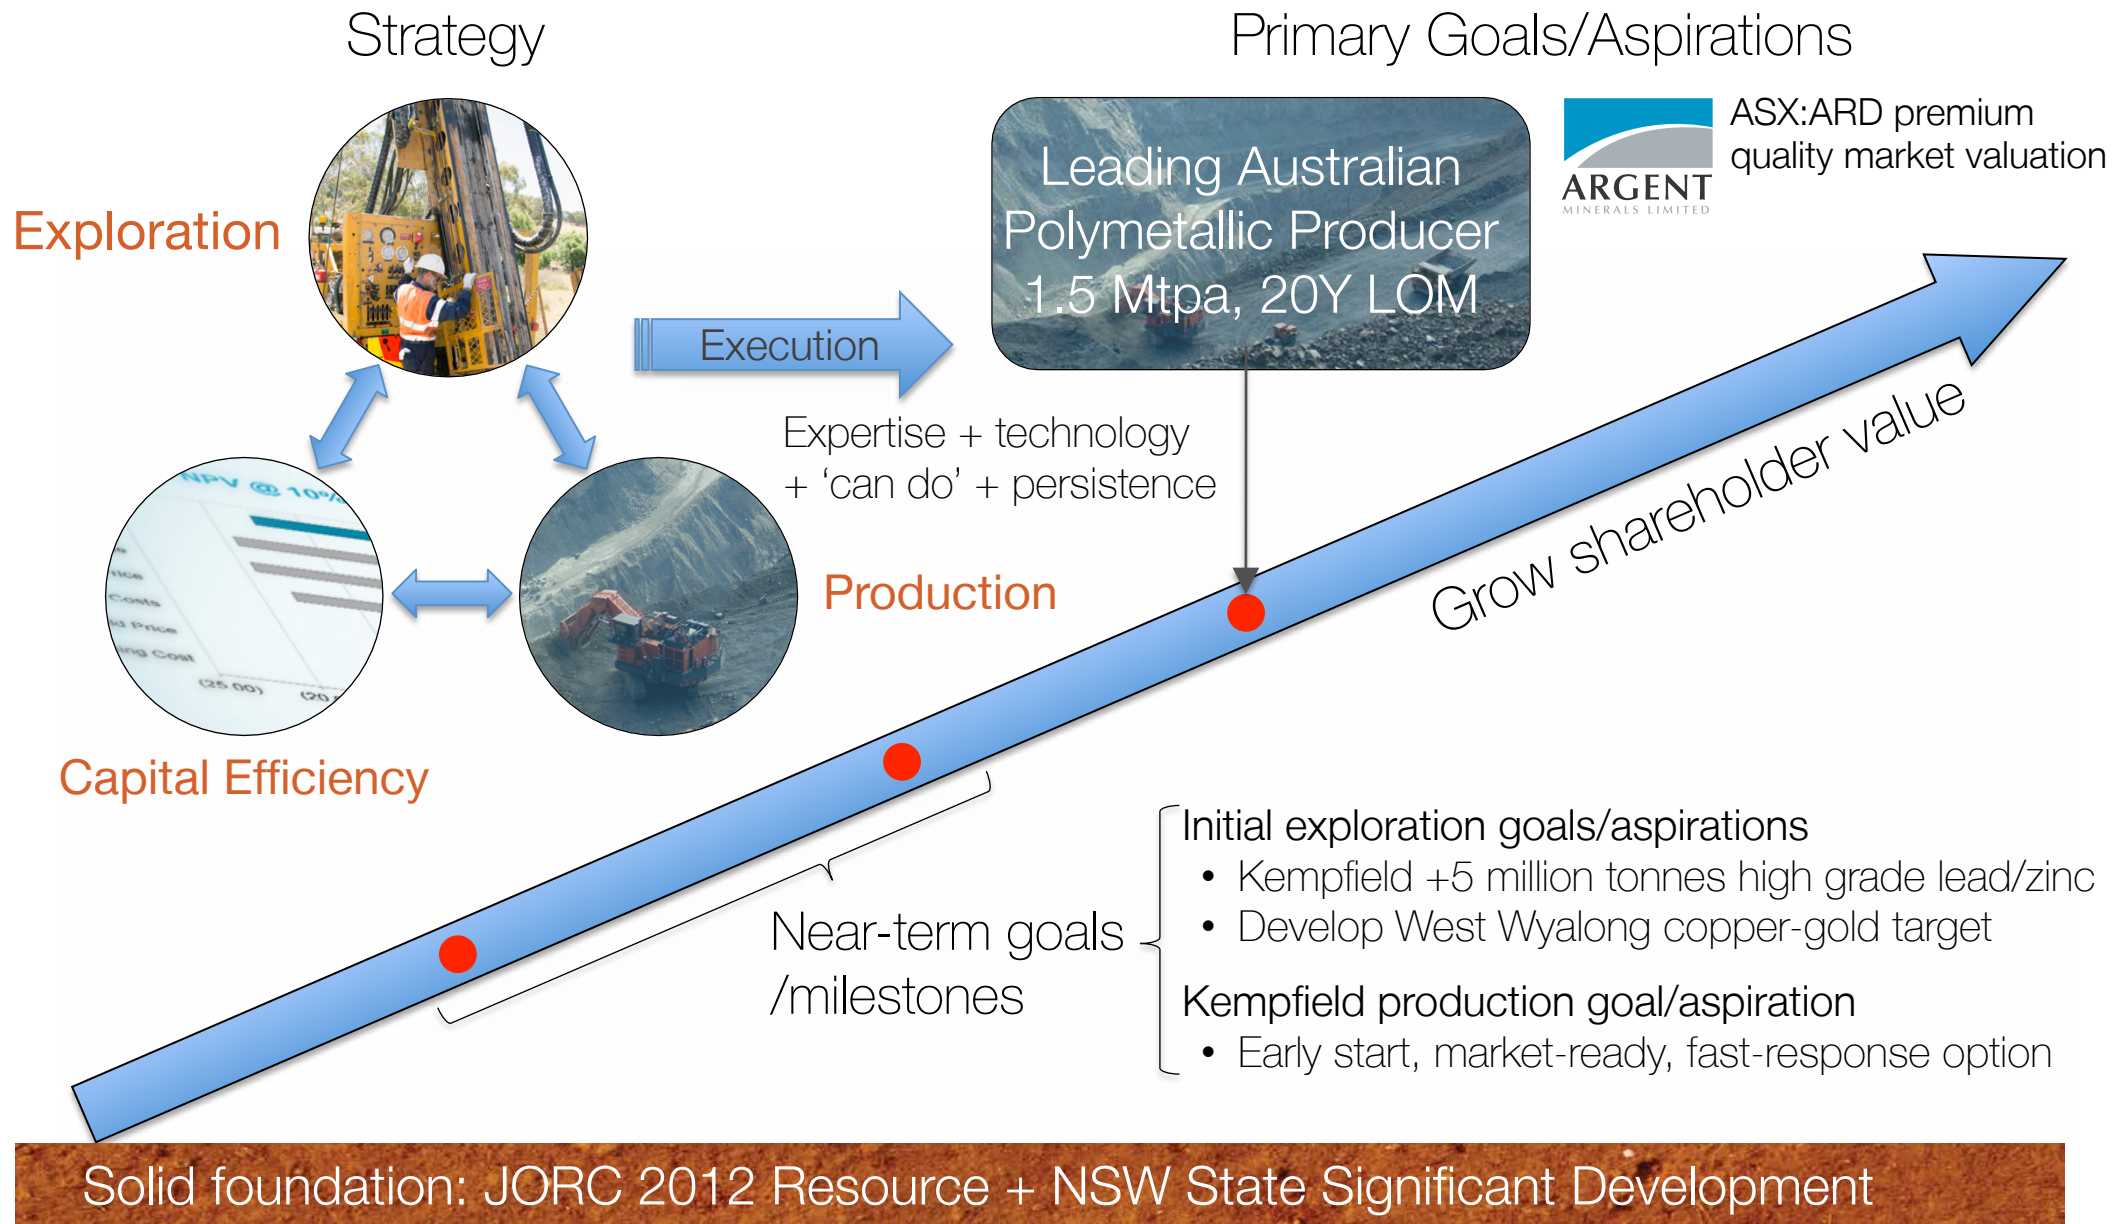 Strategy
Primary Goals/Aspirations
Exploration
Leading Australian
Polymetallic Producer
1.5 Mtpa, 20Y LOM
ARGENT
MINERALS LIMITED
ASX:ARD premium
quality market valuation
Execution
Expertise + technology
+ ‘can do’ + persistence
NPV @ 10%
Costs
Price
Cost
(25.00)
Production
Capital Efficiency
Grow shareholder value
Near-term goals
/milestones
Initial exploration goals/aspirations
• Kempfield +5 million tonnes high grade lead/zinc
• Develop West Wyalong copper-gold target
Kempfield production goal/aspiration
• Early start, market-ready, fast-response option
Solid foundation: JORC 2012 Resource + NSW State Significant Development